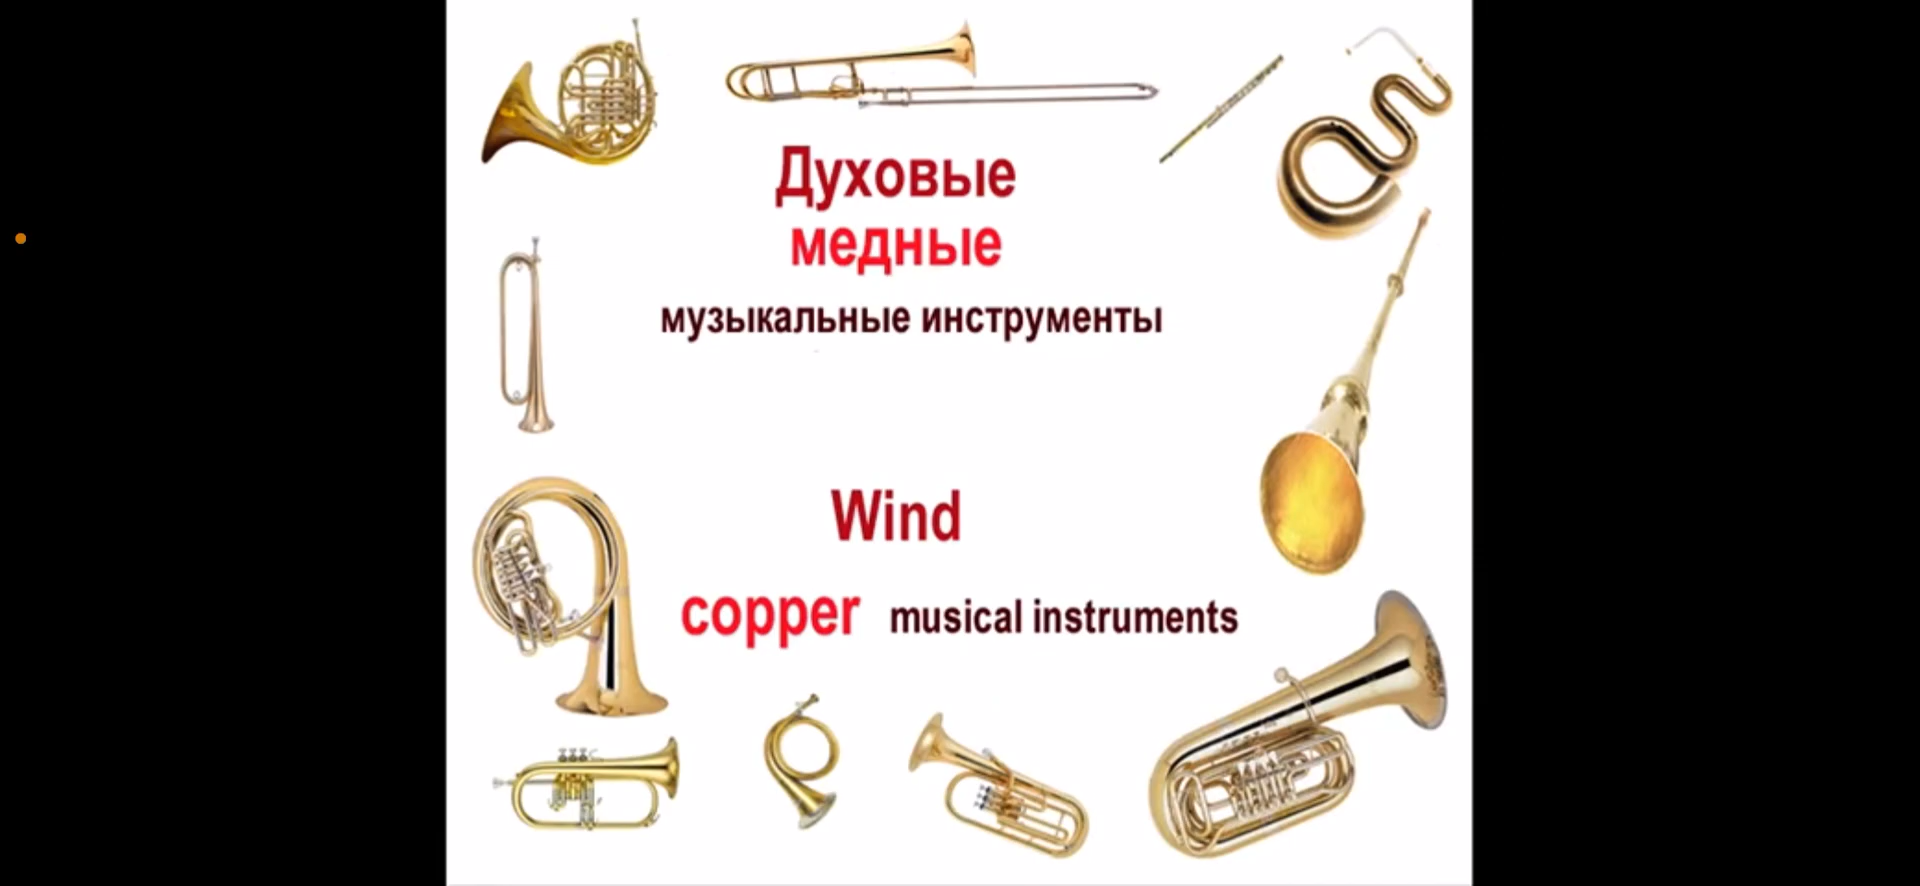 Духовые
медные
музыкальные инструменты
Wind
copper musical instruments